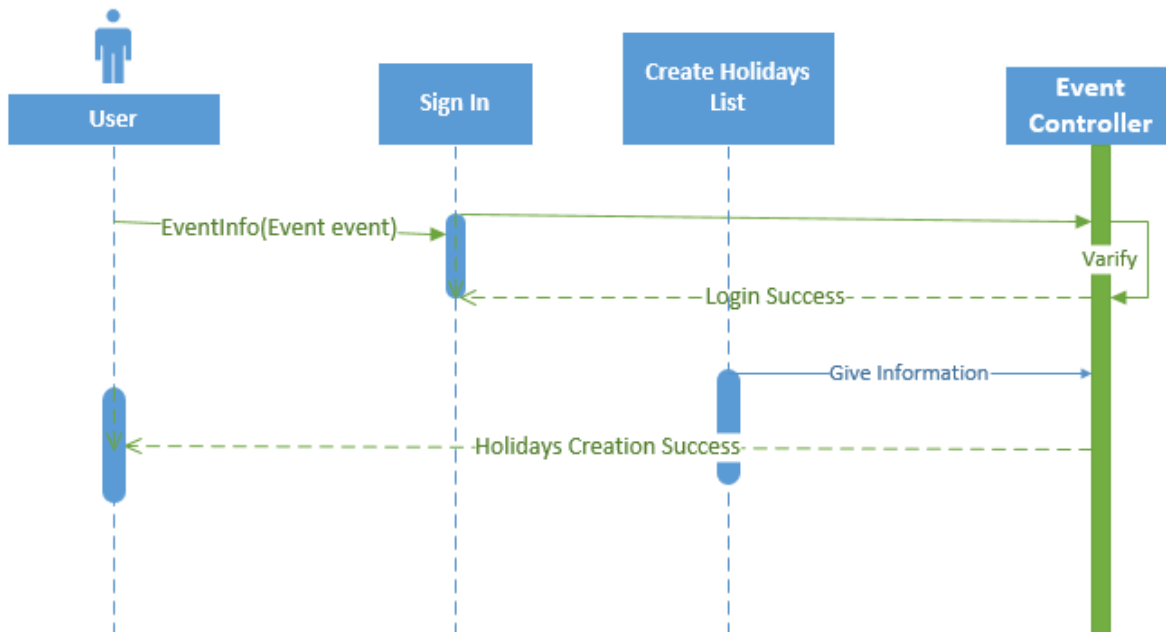 User
Sign In
Create Holidays
List
Event
Controller
EventInfo(Event event)
Varify
Login Success
Give Information
Holidays Creation Success